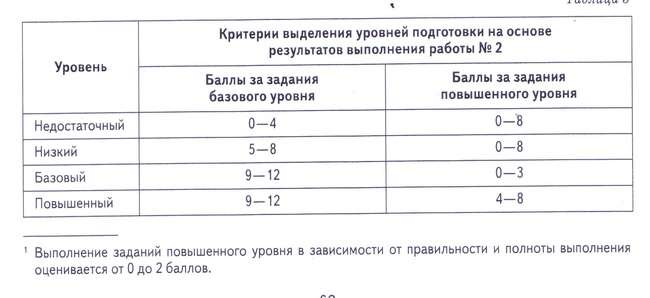 Уровень
Критерии выделения уровней подготовки на основе
результатов выполнения работы № 2
Баллы за задания
базового уровня
Баллы за задания
повышенного уровня
Недостаточный 0—4 0—8
Низкий 5—8 0—8
Базовый 9—12 0—3
Повышенный 9—12 4—8
¹ Выполнение заданий повышенного уровня в зависимости от правильности и полноты выполнения
оценивается от 0 до 2 баллов.